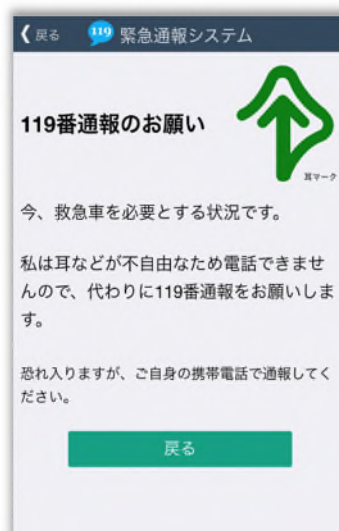 戻る 119 緊急通報システム
119番通報のお願い
耳マーク
今、救急車を必要とする状況です。
私は耳などが不自由なため電話できませ
んので、代わりに119番通報をお願いしま
す。
恐れ入りますが、ご自身の携帯電話で通報してく
ださい。
戻る